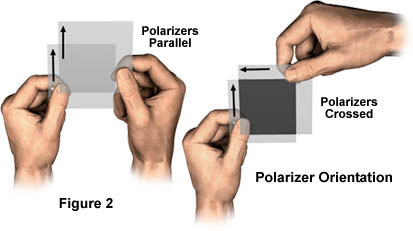 Polarizers
Parallel
Polarizers
Crossed
Polarizer Orientation
Figure 2